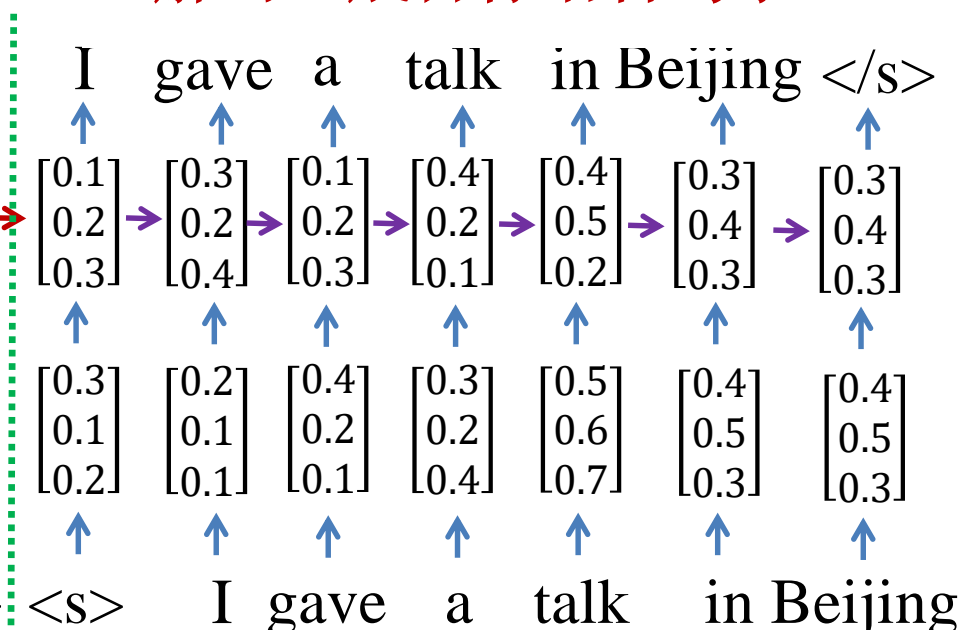 I gave a talk in Beijing </s>
[0.1 [0.3 [0.1 [0.4 [0.4 [0.3 [0.3
0.2 0.2 0.2 0.2 0.5 0.4 0.4
0.3] 0.4] 0.3] 0.1] 0.2] 0.3] 0.3]
[0.3 [0.2 [0.4 [0.3 [0.5 [0.4 [0.4
0.1 0.1 0.2 0.2 0.6 0.5 0.5
0.2] 0.1] 0.1] 0.4] 0.7] 0.3] 0.3]
<s> I gave a talk in Beijing